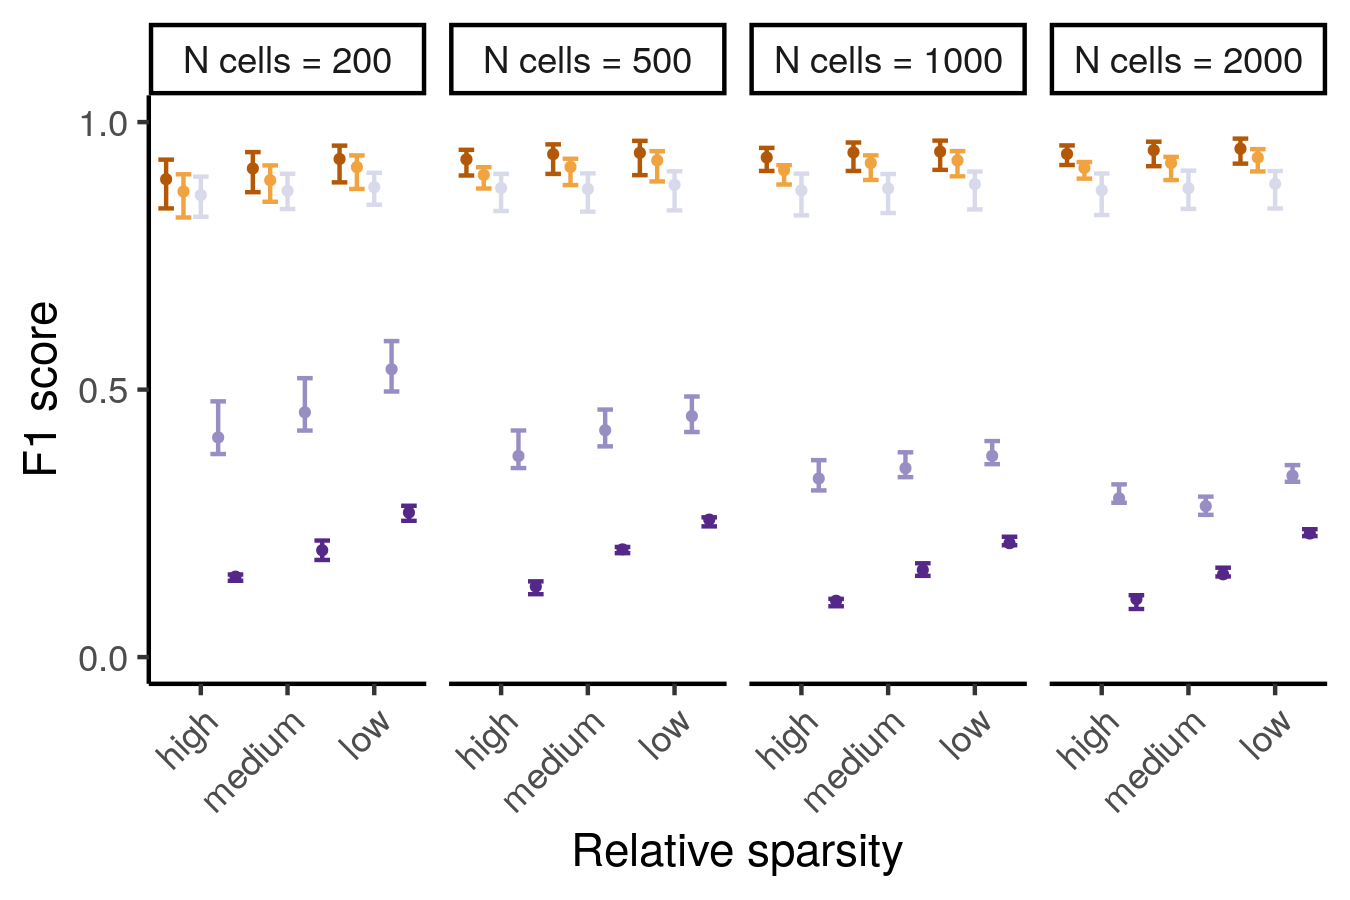 N cells = 200
N cells = 500
N cells = 1000
N cells = 2000
1.0
0.5
0.0
F1 score
high
medium
low
high
medium
low
high
medium
low
high
medium
low
Relative sparsity